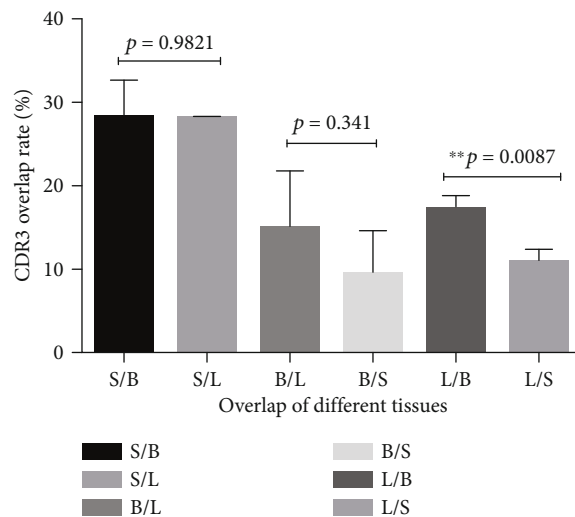 40
30
20
10
0
CDR3 overlap rate (%)
p = 0.9821
p = 0.341
**p = 0.0087
S/B S/L B/L B/S L/B L/S
Overlap of different tissues
S/B B/S
S/L L/B
B/L L/S